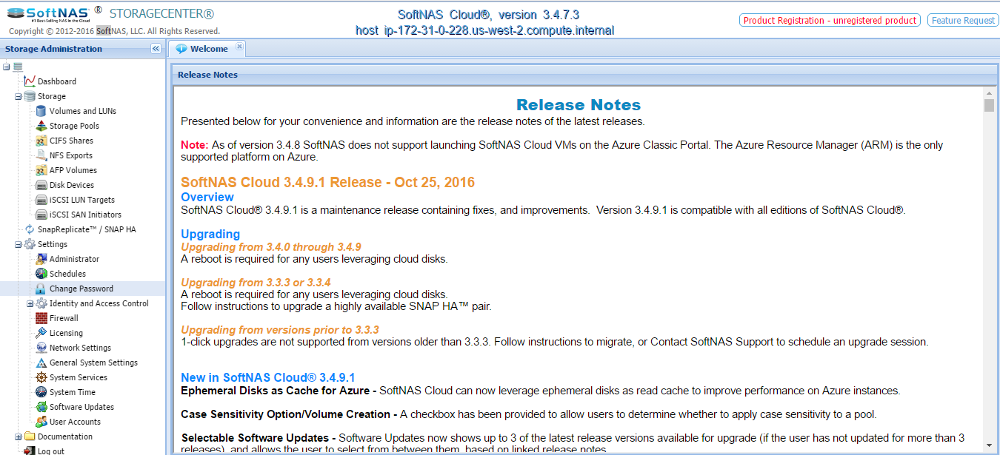 SoftNAS® STORAGECENTER®
#1 Best-Selling NAS in the Cloud
Copyright © 2012-2016 SoftNAS, LLC. All Rights Reserved.
SoftNAS Cloud®, version 3.4.7.3
host ip-172-31-0-228.us-west-2.compute.internal
Product Registration - unregistered product
Feature Request
Storage Administration
Dashboard
Storage
Volumes and LUNs
Storage Pools
CIFS Shares
NFS Exports
AFP Volumes
Disk Devices
iSCSI LUN Targets
iSCSI SAN Initiators
SnapReplicate™ / SNAP HA
Settings
Administrator
Schedules
Change Password
Identity and Access Control
Firewall
Licensing
Network Settings
General System Settings
System Services
System Time
Software Updates
User Accounts
Documentation
Log out
Welcome
Release Notes
Release Notes
Presented below for your convenience and information are the release notes of the latest releases.
Note: As of version 3.4.8 SoftNAS does not support launching SoftNAS Cloud VMs on the Azure Classic Portal. The Azure Resource Manager (ARM) is the only
supported platform on Azure.
SoftNAS Cloud 3.4.9.1 Release - Oct 25, 2016
Overview
SoftNAS Cloud® 3.4.9.1 is a maintenance release containing fixes, and improvements. Version 3.4.9.1 is compatible with all editions of SoftNAS Cloud®.
Upgrading
Upgrading from 3.4.0 through 3.4.9
A reboot is required for any users leveraging cloud disks.
Upgrading from 3.3.3 or 3.3.4
A reboot is required for any users leveraging cloud disks.
Follow instructions to upgrade a highly available SNAP HA™ pair.
Upgrading from versions prior to 3.3.3
1-click upgrades are not supported from versions older than 3.3.3. Follow instructions to migrate, or Contact SoftNAS Support to schedule an upgrade session.
New in SoftNAS Cloud® 3.4.9.1
Ephemeral Disks as Cache for Azure - SoftNAS Cloud can now leverage ephemeral disks as read cache to improve performance on Azure instances.
Case Sensitivity Option/Volume Creation - A checkbox has been provided to allow users to determine whether to apply case sensitivity to a pool.
Selectable Software Updates - Software Updates now shows up to 3 of the latest release versions available for upgrade (if the user has not updated for more than 3
releases), and allows the user to select from between them, based on linked release notes.